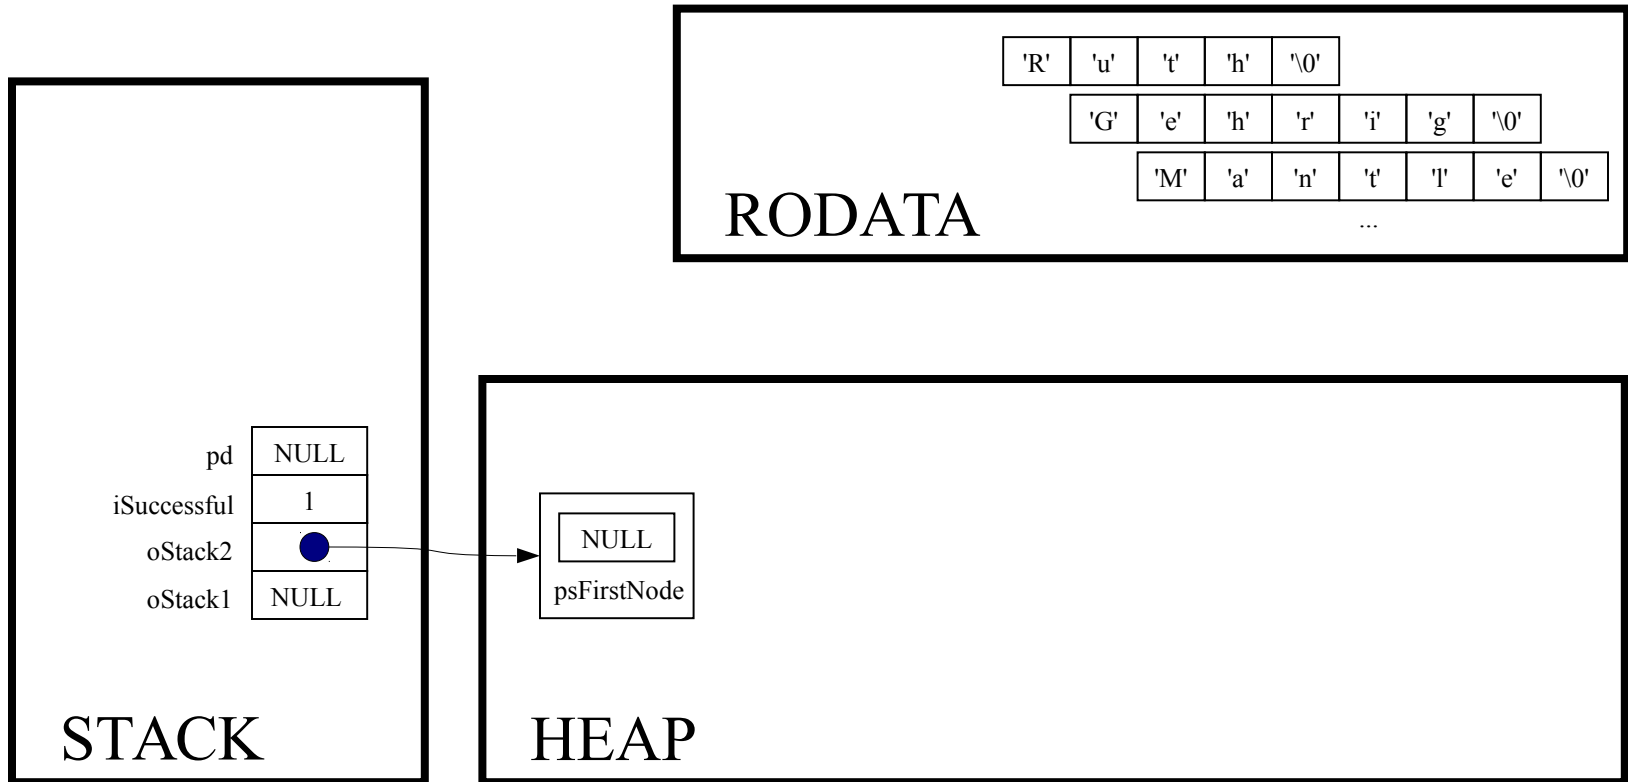 'R' 'u' 't' 'h' '\0'
'G' 'e' 'h' 'r' 'i' 'g' '\0'
'M' 'a' 'n' 't' 'l' 'e' '\0'
...
RODATA
pd NULL
iSuccessful 1
oStack2
oStack1 NULL
STACK
NULL
psFirstNode
HEAP